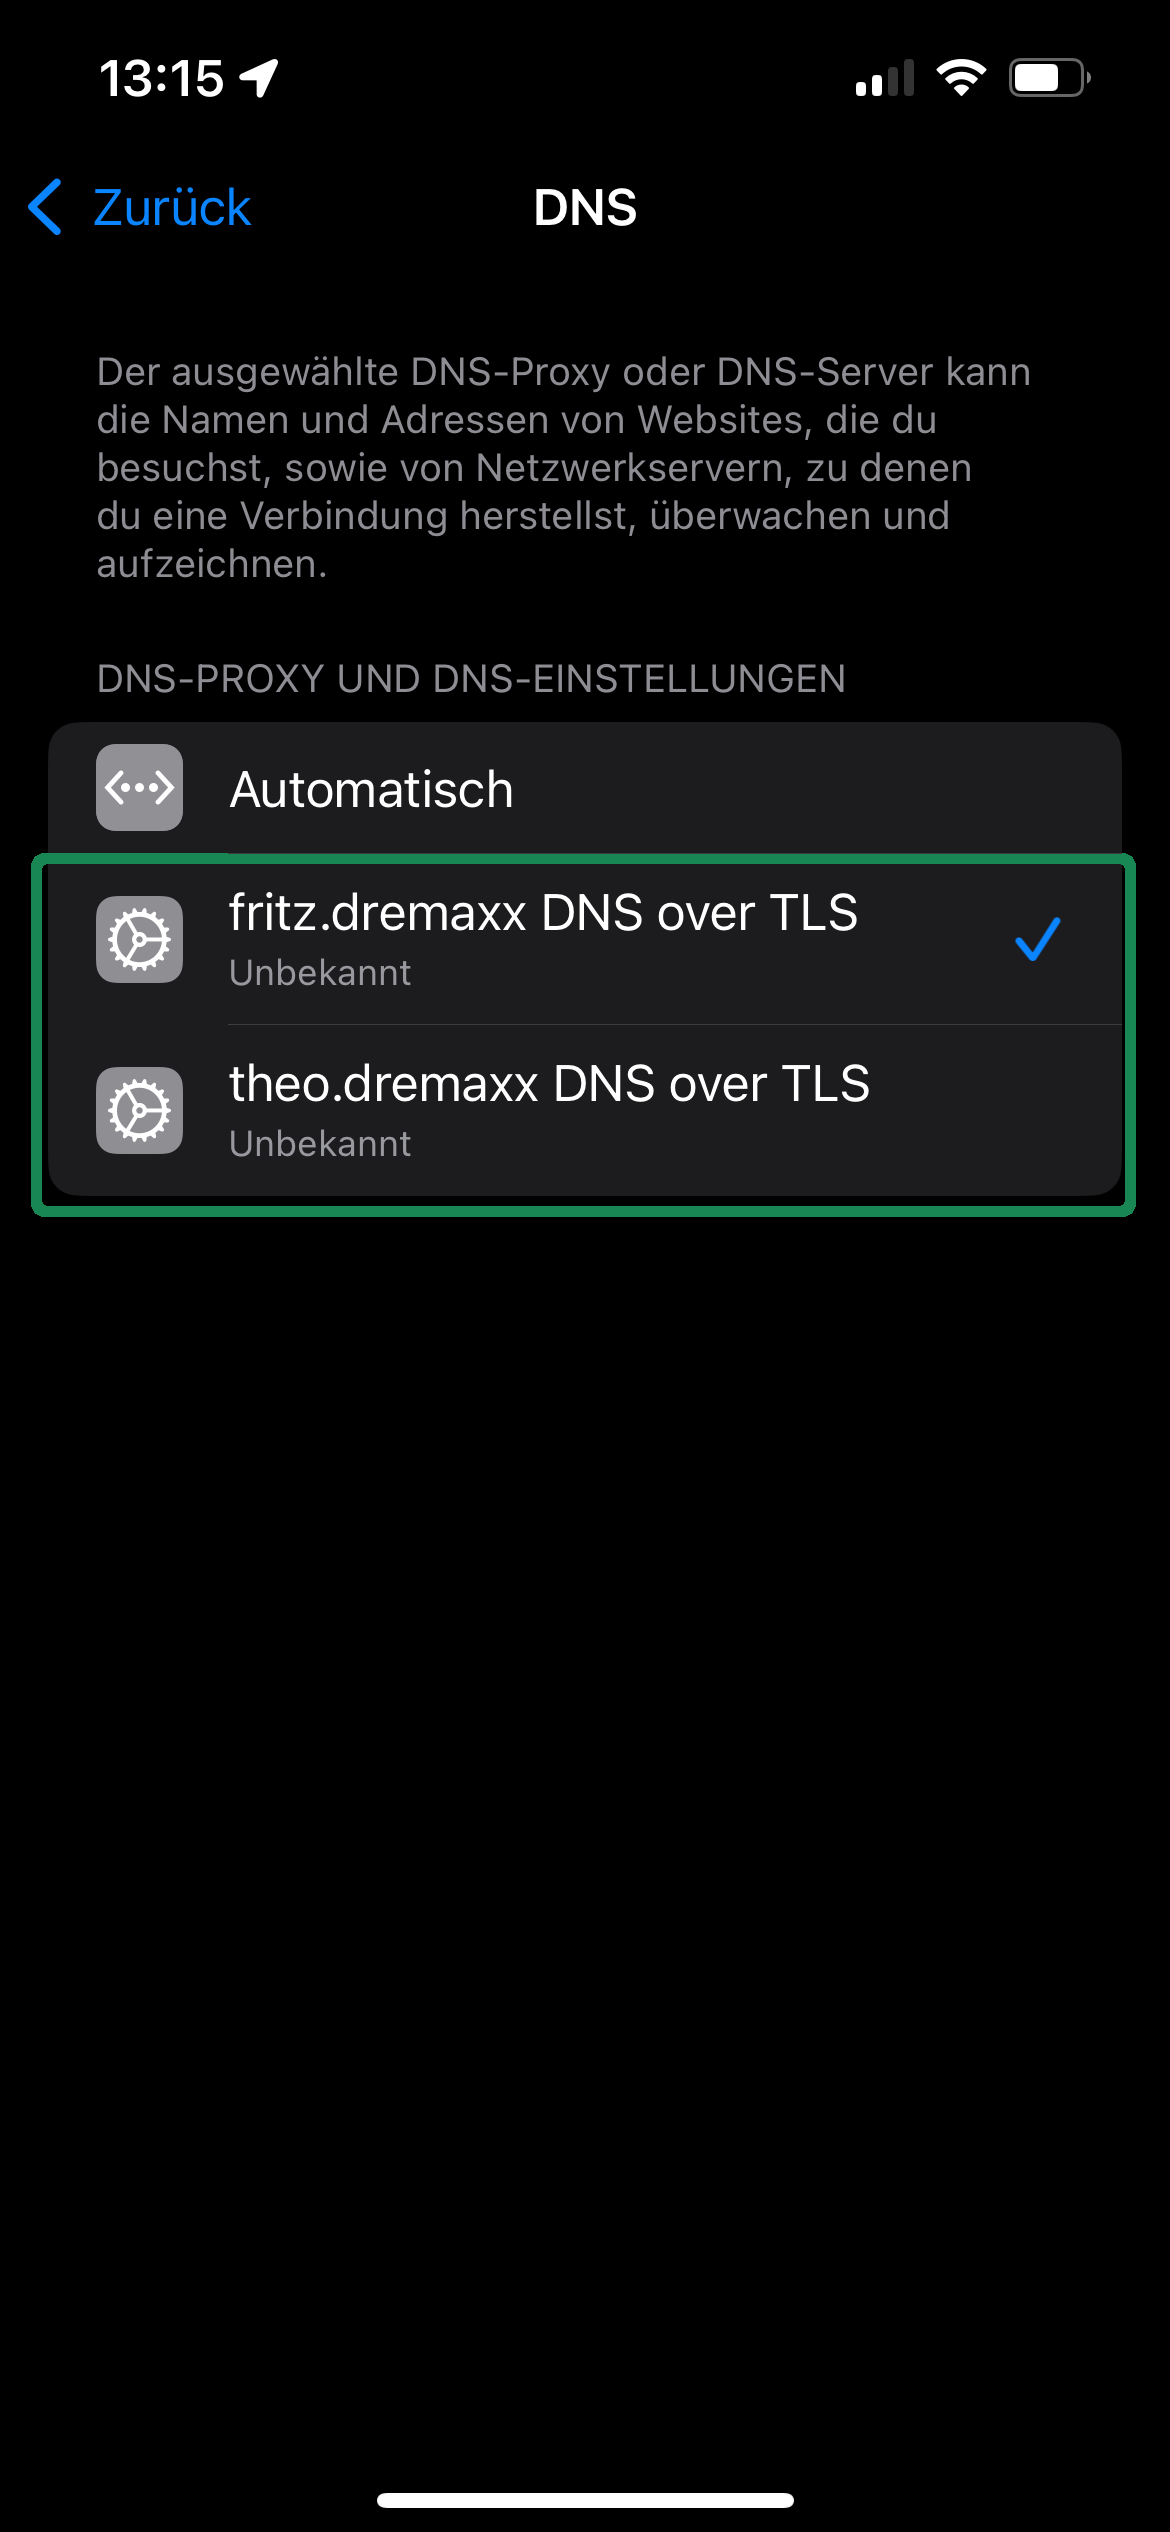 13:15
Zurück
DNS
Der ausgewählte DNS-Proxy oder DNS-Server kann
die Namen und Adressen von Websites, die du
besuchst, sowie von Netzwerkservern, zu denen
du eine Verbindung herstellst, überwachen und
aufzeichnen.
DNS-PROXY UND DNS-EINSTELLUNGEN
Automatisch
fritz.dremaxx DNS over TLS
Unbekannt
theo.dremaxx DNS over TLS
Unbekannt